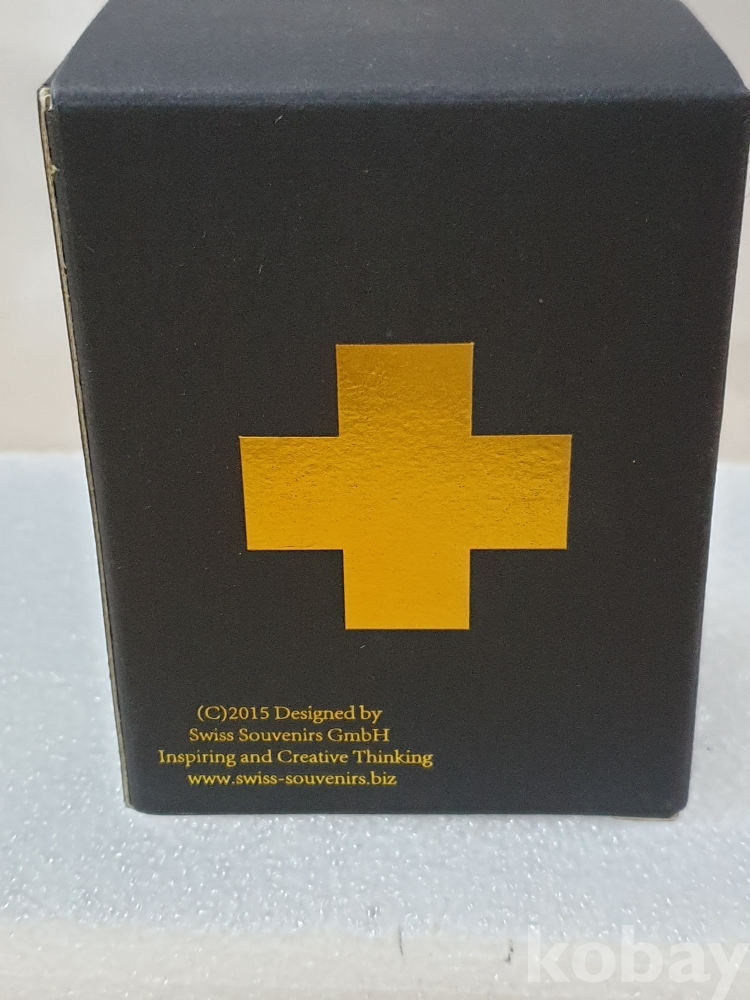 (C)2015 Designed by
Swiss Souvenirs GmbH
Inspiring and Creative Thinking
www.swiss-souvenirs.biz
kobay